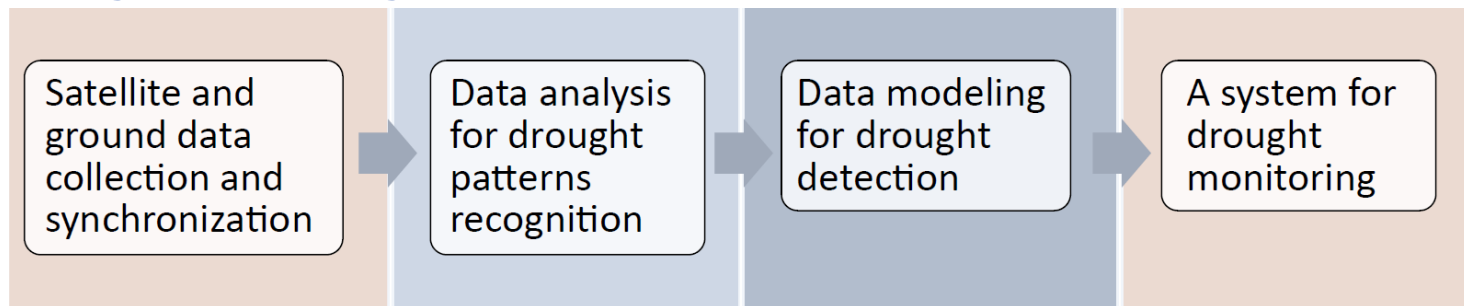 Satellite and
ground data
collection and
synchronization
Data analysis
for drought
patterns
recognition
Data modeling
for drought
detection
A system for
drought
monitoring